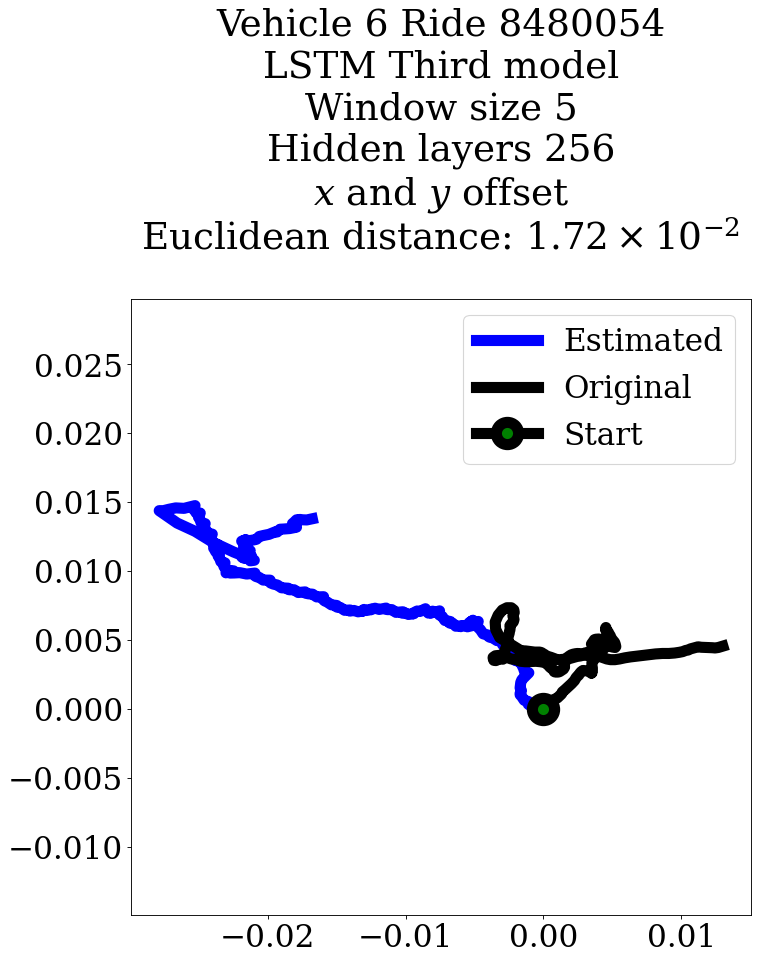 Vehicle 6 Ride 8480054
LSTM Third model
Window size 5
Hidden layers 256
x and y offset
Euclidean distance: 1.72 × 10⁻²
Estimated
Original
Start
0.025
0.020
0.015
0.010
0.005
0.000
−0.005
−0.010
−0.02 −0.01 0.00 0.01